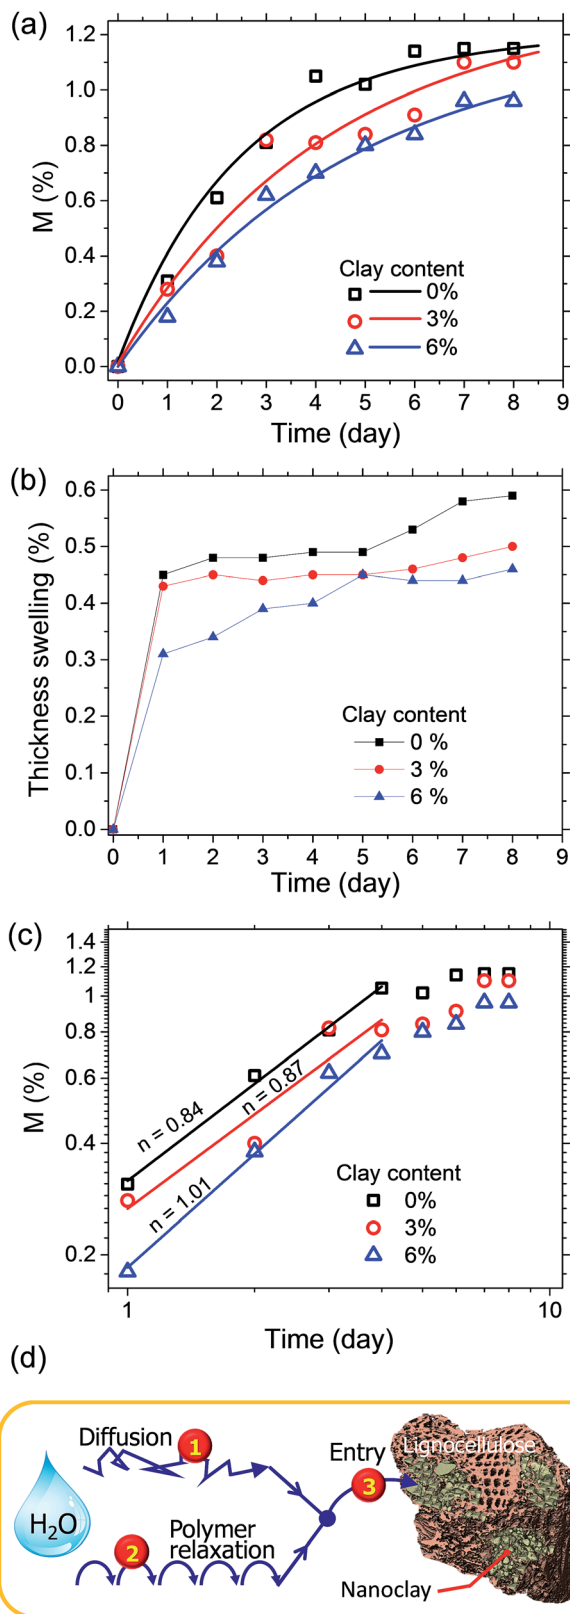 (a)
1.2
1.0
0.8
0.6
0.4
0.2
0.0
M (%)
Clay content
0%
3%
6%
0 1 2 3 4 5 6 7 8 9
Time (day)
(b)
0.6
0.5
0.4
0.3
0.2
0.1
0.0
Thickness swelling (%)
Clay content
0 %
3 %
6 %
0 1 2 3 4 5 6 7 8 9
Time (day)
(c)
1.4
1.2
1
0.8
0.6
0.4
0.2
M (%)
n = 0.84
n = 0.87
n = 1.01
Clay content
0%
3%
6%
1 10
Time (day)
(d)
Diffusion
1
Entry
Lignocellulose
3
H2O
2
Polymer
relaxation
Nanoclay